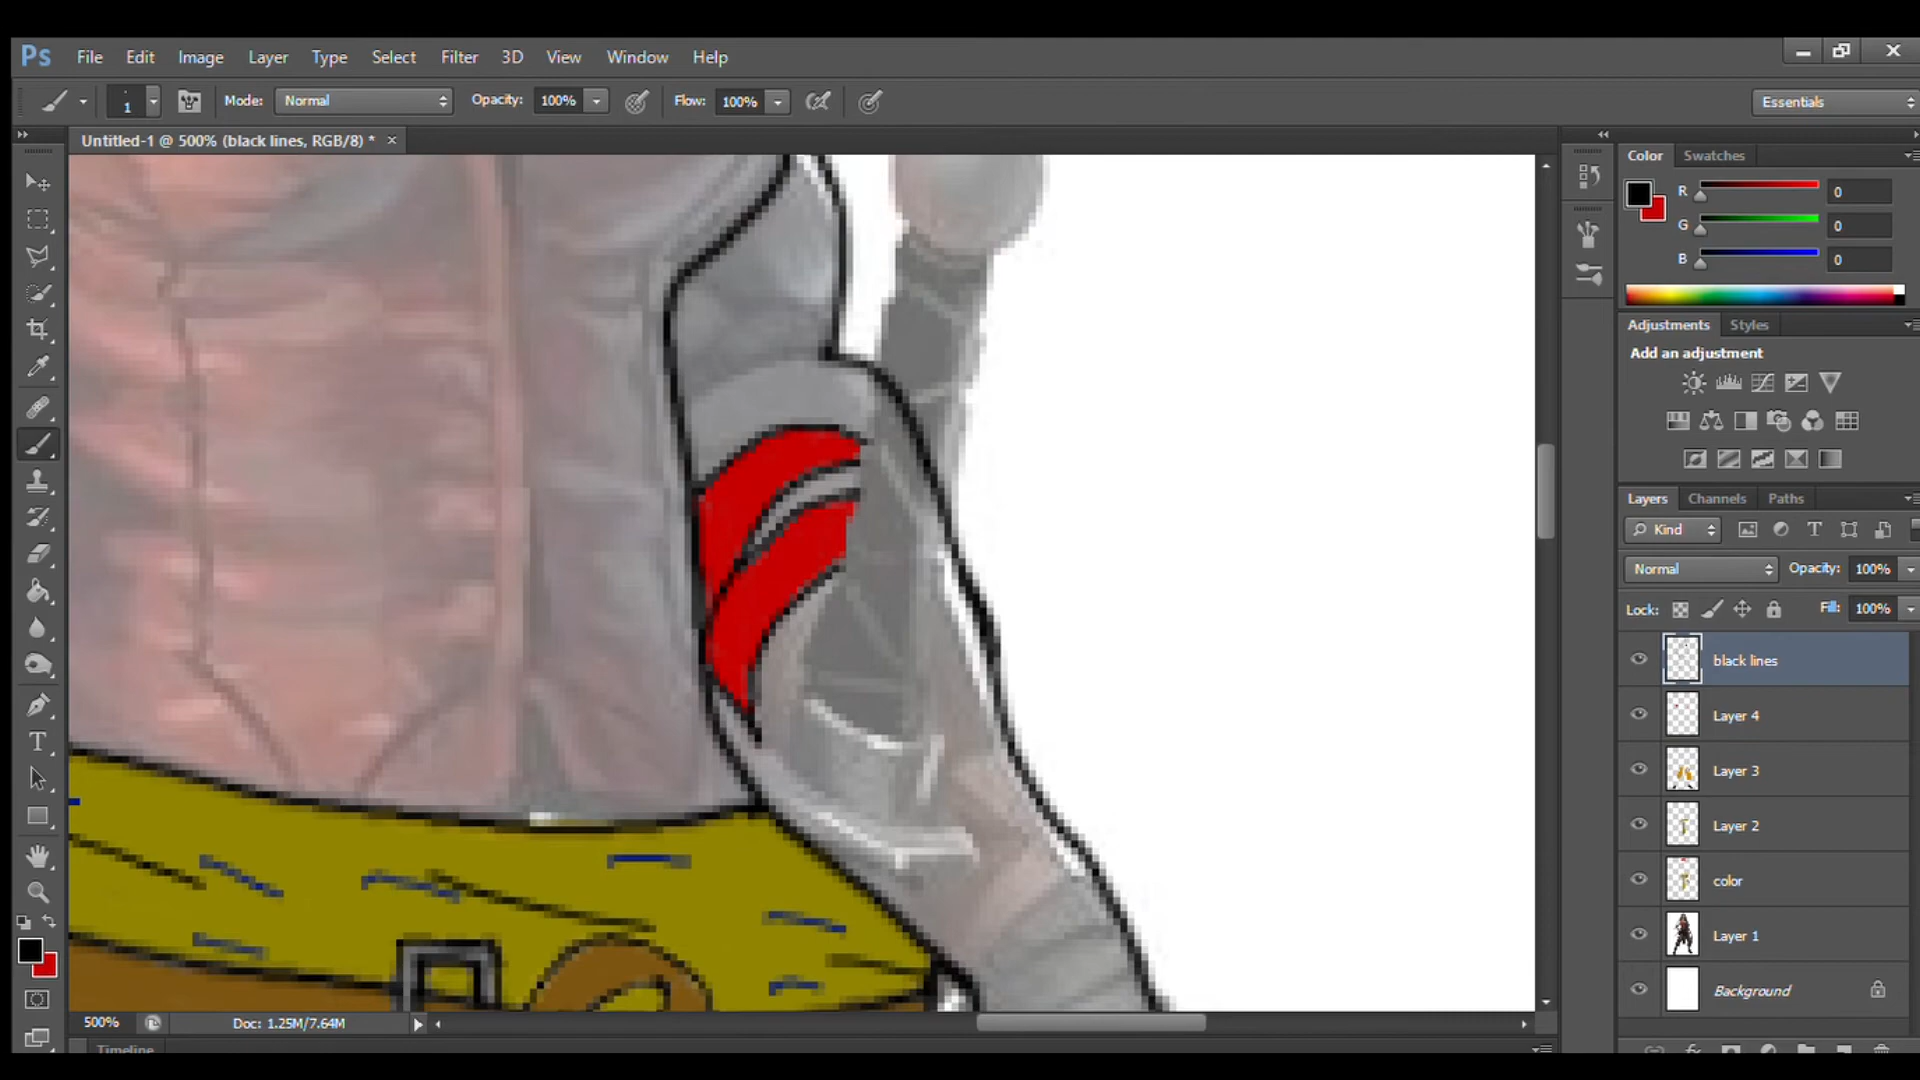 Ps File Edit Image Layer Type Select Filter 3D View Window Help
1 Mode: Normal Opacity: 100% Flow: 100% Essentials
Untitled-1 @ 500% (black lines, RGB/8) * ×
Color Swatches
R 0
G 0
B 0
Adjustments Styles
Add an adjustment
Layers Channels Paths
Kind
Normal Opacity: 100%
Lock: Fill: 100%
black lines
Layer 4
Layer 3
Layer 2
color
Layer 1
Background
500% Doc: 1.25M/7.64M
Timeline